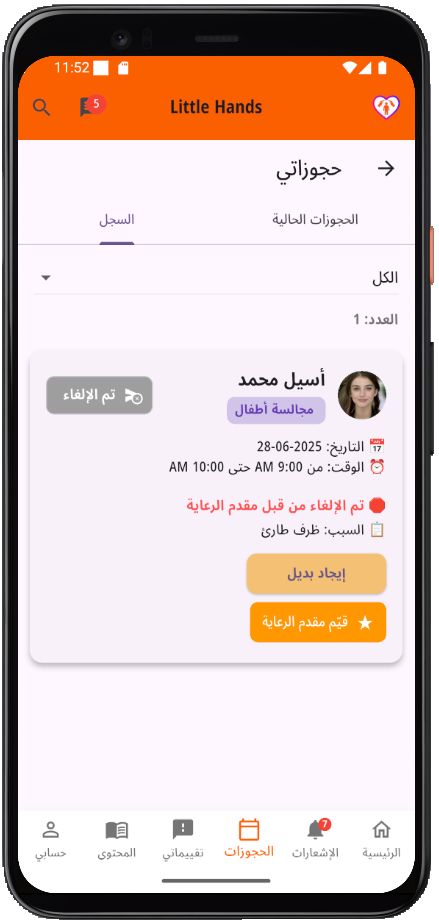 11:52
5
Little Hands
حجوزاتي
الحجوزات الحالية
السجل
الكل
العدد: 1
أسيل محمد
تم الإلغاء
مجالسة أطفال
التاريخ: 2025-06-28
الوقت: من 9:00 AM حتى 10:00 AM
تم الإلغاء من قبل مقدم الرعاية
السبب: ظرف طارئ
إيجاد بديل
قيّم مقدم الرعاية
7
الرئيسية
الإشعارات
الحجوزات
تقييماتي
المحتوى
حسابي